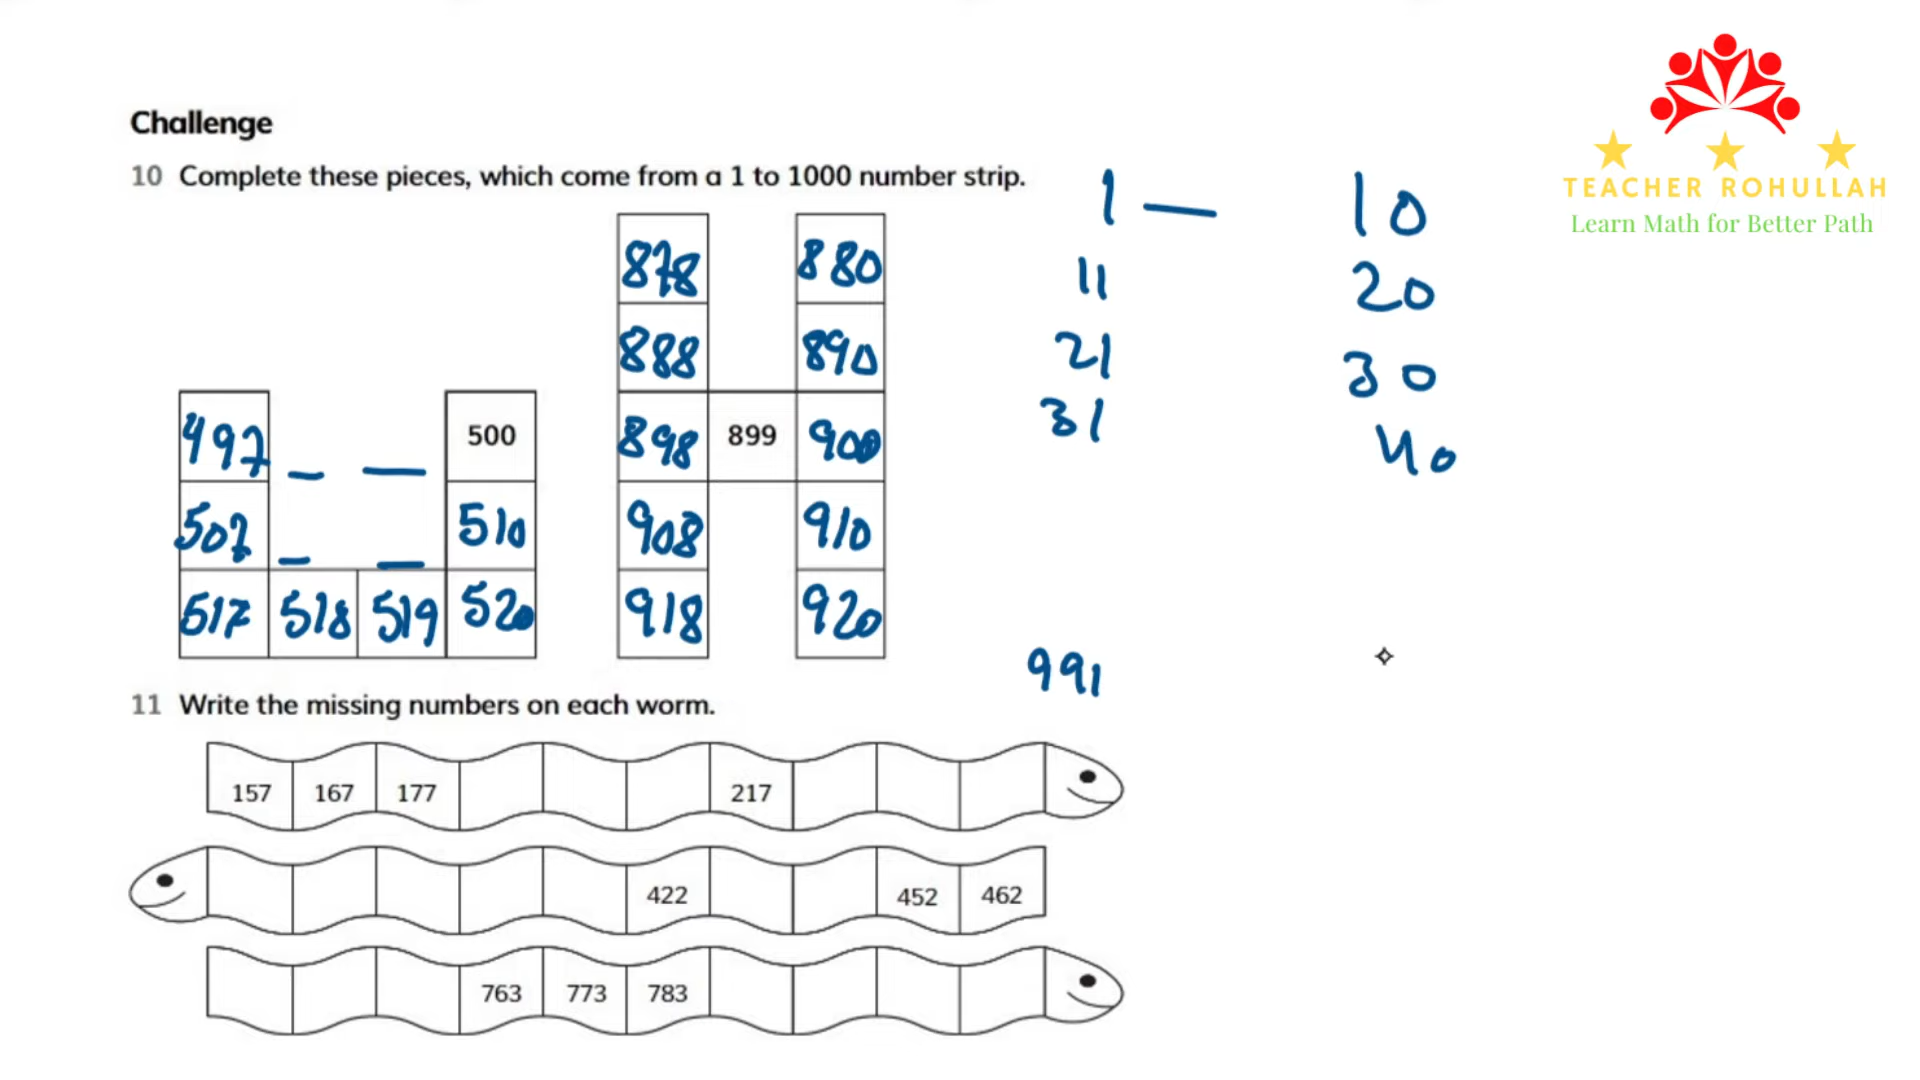 Challenge
10 Complete these pieces, which come from a 1 to 1000 number strip.
878 880
888 890
497 _ _ 500 898 899 900
507 _ _ 510 908 910
517 518 519 520 918 920
1 — 10
11 20
21 30
31 40
991
11 Write the missing numbers on each worm.
157 167 177 217
422 452 462
763 773 783
TEACHER ROHULLAH
Learn Math for Better Path